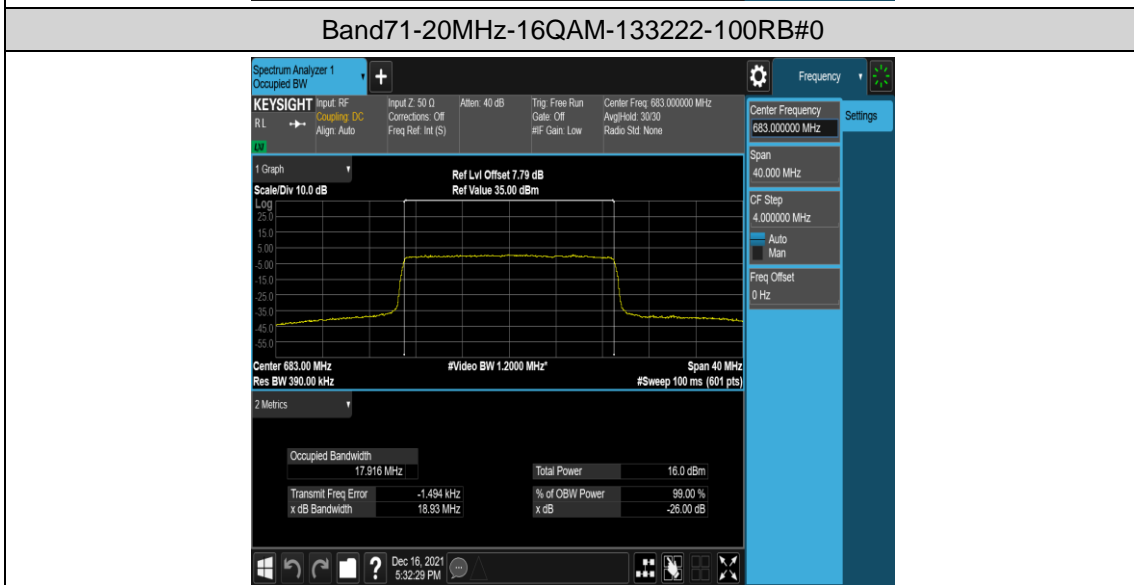 Band71-20MHz-16QAM-133222-100RB#0
Spectrum Analyzer 1
Occupied BW
Frequency
KEYSIGHT
RL
Input: RF
Coupling: DC
Align: Auto
Input Z: 50 Ω
Corrections: Off
Freq Ref: Int (S)
Atten: 40 dB
Trig: Free Run
Gate: Off
#IF Gain: Low
Center Freq: 683.000000 MHz
Avg|Hold: 30/30
Radio Std: None
Center Frequency
683.000000 MHz
Settings
Span
40.000 MHz
CF Step
4.000000 MHz
Auto
Man
Freq Offset
0 Hz
1 Graph
Scale/Div 10.0 dB
Ref Lvl Offset 7.79 dB
Ref Value 35.00 dBm
Log
25.0
15.0
5.00
-5.00
-15.0
-25.0
-35.0
-45.0
-55.0
Center 683.00 MHz
#Video BW 1.2000 MHz*
Span 40 MHz
Res BW 390.00 kHz
#Sweep 100 ms (601 pts)
2 Metrics
Occupied Bandwidth
17.916 MHz
Total Power 16.0 dBm
Transmit Freq Error -1.494 kHz
% of OBW Power 99.00 %
x dB Bandwidth 18.93 MHz
x dB -26.00 dB
?
Dec 16, 2021
5:32:29 PM